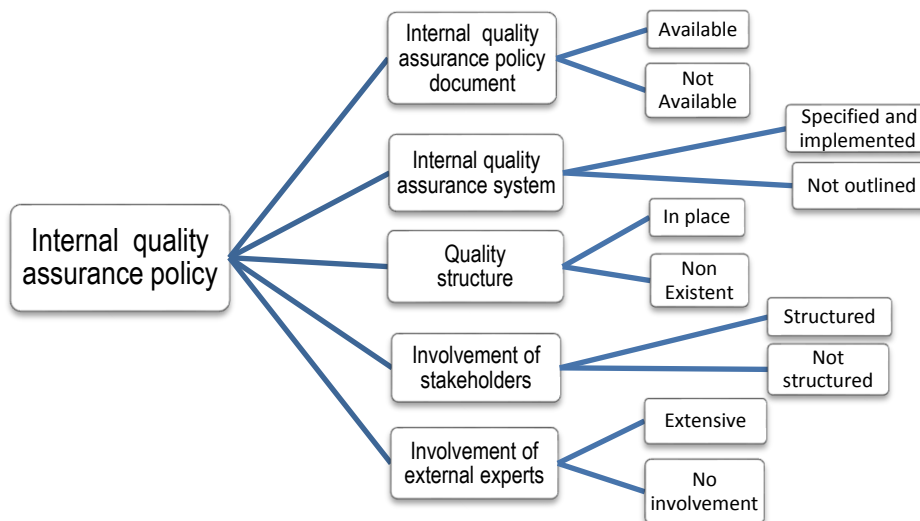 Internal quality
assurance policy
Internal quality
assurance policy
document
Available
Not
Available
Internal quality
assurance system
Specified and
implemented
Not outlined
Quality
structure
In place
Non
Existent
Involvement of
stakeholders
Structured
Not
structured
Involvement of
external experts
Extensive
No
involvement